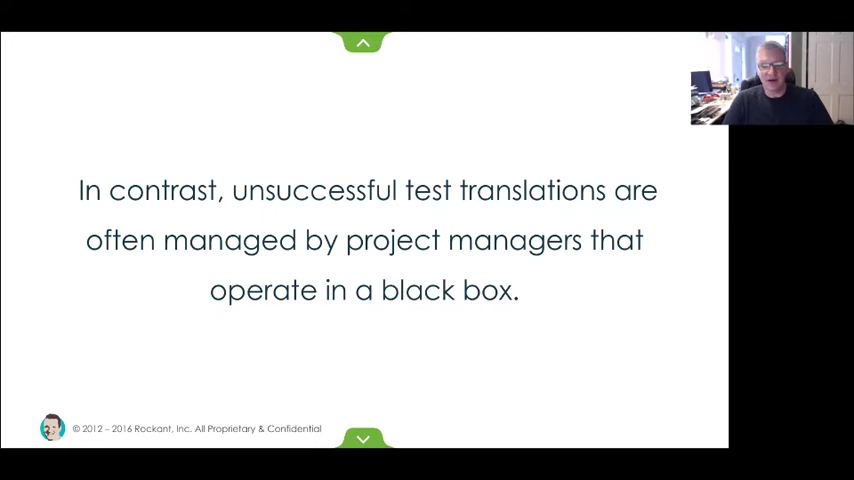 In contrast, unsuccessful test translations are
often managed by project managers that
operate in a black box.
© 2012 – 2016 Rockant, Inc. All Proprietary & Confidential